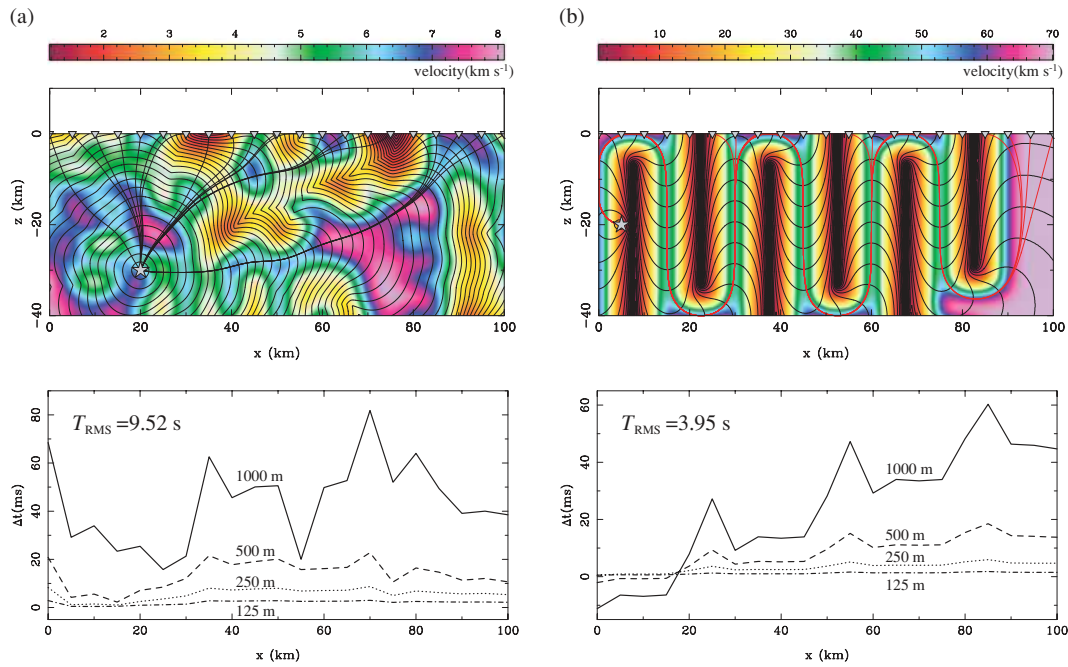 (a)
2 3 4 5 6 7 8
velocity(km s⁻¹)
0
−20
−40
z (km)
0 20 40 60 80 100
x (km)
(b)
10 20 30 40 50 60 70
velocity(km s⁻¹)
0
−20
−40
z (km)
0 20 40 60 80 100
x (km)
80
60
40
20
0
Δt(ms)
T_RMS =9.52 s
1000 m
500 m
250 m
125 m
0 20 40 60 80 100
x (km)
60
40
20
0
Δt(ms)
T_RMS =3.95 s
1000 m
500 m
250 m
125 m
0 20 40 60 80 100
x (km)